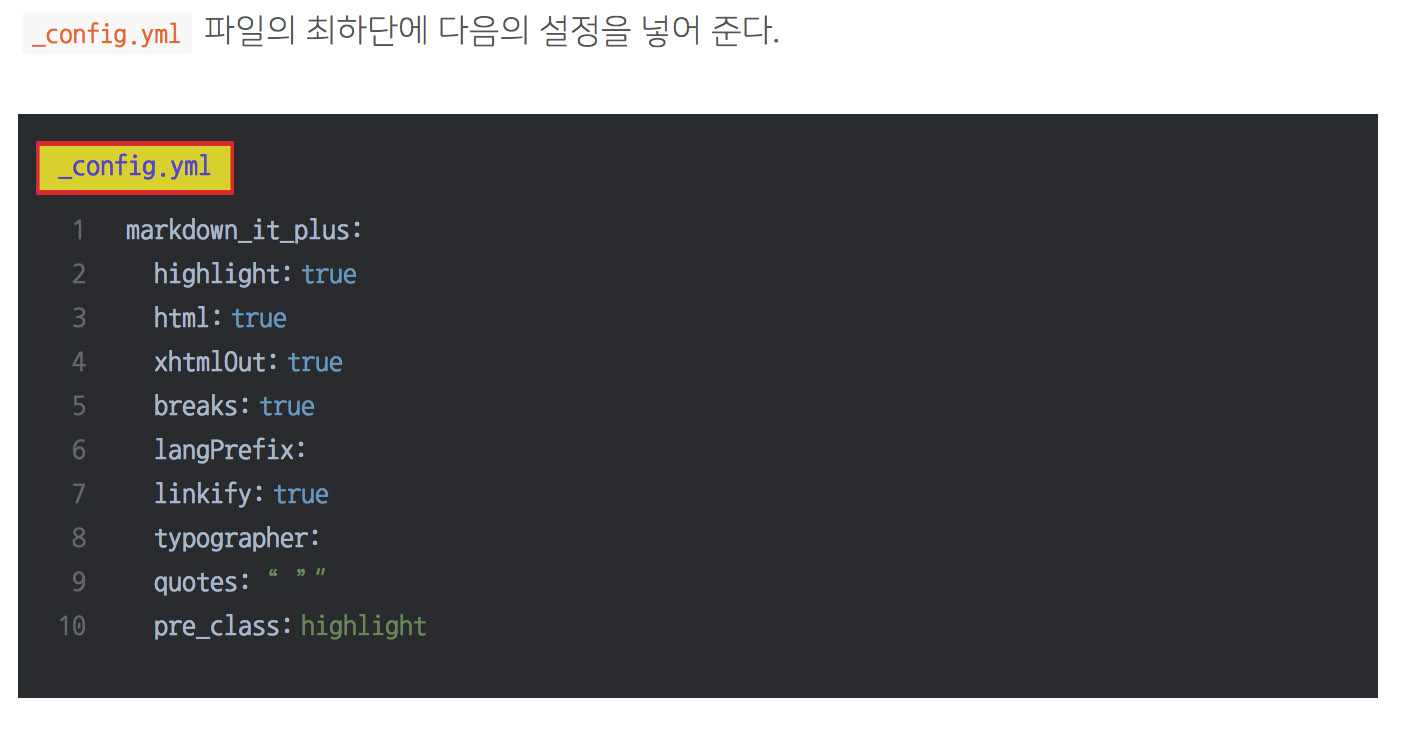 _config.yml 파일의 최하단에 다음의 설정을 넣어 준다.
_config.yml
1 markdown_it_plus:
2 highlight: true
3 html: true
4 xhtmlOut: true
5 breaks: true
6 langPrefix:
7 linkify: true
8 typographer:
9 quotes: “ ”“
10 pre_class: highlight